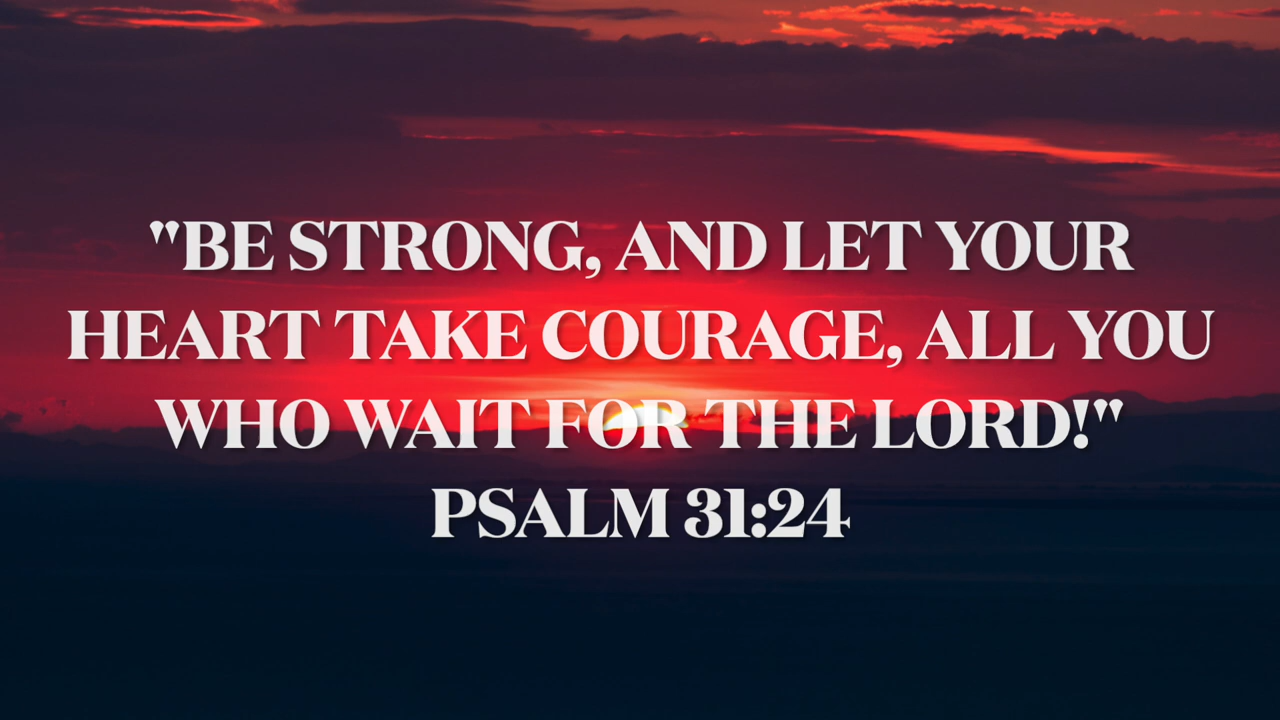 "BE STRONG, AND LET YOUR
HEART TAKE COURAGE, ALL YOU
WHO WAIT FOR THE LORD!"
PSALM 31:24